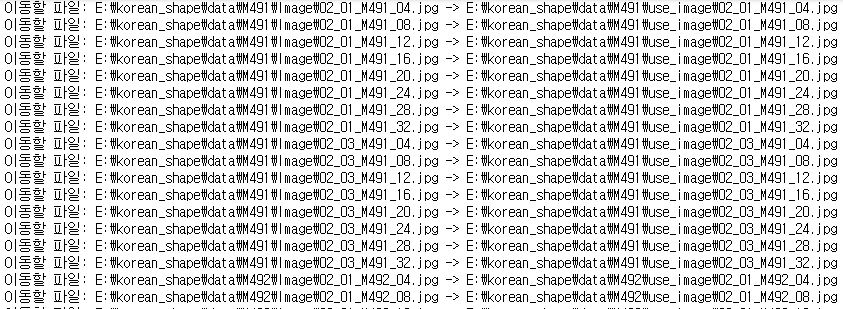 이동할 파일: E:₩korean_shape₩data₩M491₩Image₩02_01_M491_04.jpg -> E:₩korean_shape₩data₩M491₩use_image₩02_01_M491_04.jpg
이동할 파일: E:₩korean_shape₩data₩M491₩Image₩02_01_M491_08.jpg -> E:₩korean_shape₩data₩M491₩use_image₩02_01_M491_08.jpg
이동할 파일: E:₩korean_shape₩data₩M491₩Image₩02_01_M491_12.jpg -> E:₩korean_shape₩data₩M491₩use_image₩02_01_M491_12.jpg
이동할 파일: E:₩korean_shape₩data₩M491₩Image₩02_01_M491_16.jpg -> E:₩korean_shape₩data₩M491₩use_image₩02_01_M491_16.jpg
이동할 파일: E:₩korean_shape₩data₩M491₩Image₩02_01_M491_20.jpg -> E:₩korean_shape₩data₩M491₩use_image₩02_01_M491_20.jpg
이동할 파일: E:₩korean_shape₩data₩M491₩Image₩02_01_M491_24.jpg -> E:₩korean_shape₩data₩M491₩use_image₩02_01_M491_24.jpg
이동할 파일: E:₩korean_shape₩data₩M491₩Image₩02_01_M491_28.jpg -> E:₩korean_shape₩data₩M491₩use_image₩02_01_M491_28.jpg
이동할 파일: E:₩korean_shape₩data₩M491₩Image₩02_01_M491_32.jpg -> E:₩korean_shape₩data₩M491₩use_image₩02_01_M491_32.jpg
이동할 파일: E:₩korean_shape₩data₩M491₩Image₩02_03_M491_04.jpg -> E:₩korean_shape₩data₩M491₩use_image₩02_03_M491_04.jpg
이동할 파일: E:₩korean_shape₩data₩M491₩Image₩02_03_M491_08.jpg -> E:₩korean_shape₩data₩M491₩use_image₩02_03_M491_08.jpg
이동할 파일: E:₩korean_shape₩data₩M491₩Image₩02_03_M491_12.jpg -> E:₩korean_shape₩data₩M491₩use_image₩02_03_M491_12.jpg
이동할 파일: E:₩korean_shape₩data₩M491₩Image₩02_03_M491_16.jpg -> E:₩korean_shape₩data₩M491₩use_image₩02_03_M491_16.jpg
이동할 파일: E:₩korean_shape₩data₩M491₩Image₩02_03_M491_20.jpg -> E:₩korean_shape₩data₩M491₩use_image₩02_03_M491_20.jpg
이동할 파일: E:₩korean_shape₩data₩M491₩Image₩02_03_M491_24.jpg -> E:₩korean_shape₩data₩M491₩use_image₩02_03_M491_24.jpg
이동할 파일: E:₩korean_shape₩data₩M491₩Image₩02_03_M491_28.jpg -> E:₩korean_shape₩data₩M491₩use_image₩02_03_M491_28.jpg
이동할 파일: E:₩korean_shape₩data₩M491₩Image₩02_03_M491_32.jpg -> E:₩korean_shape₩data₩M491₩use_image₩02_03_M491_32.jpg
이동할 파일: E:₩korean_shape₩data₩M492₩Image₩02_01_M492_04.jpg -> E:₩korean_shape₩data₩M492₩use_image₩02_01_M492_04.jpg
이동할 파일: E:₩korean_shape₩data₩M492₩Image₩02_01_M492_08.jpg -> E:₩korean_shape₩data₩M492₩use_image₩02_01_M492_08.jpg